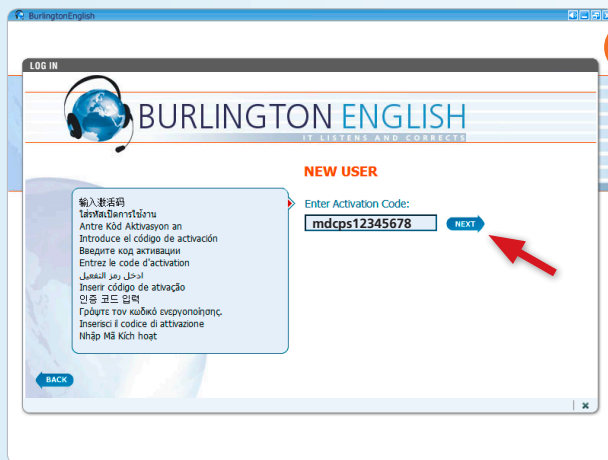 BurlingtonEnglish
LOG IN
BURLINGTON ENGLISH
IT LISTENS AND CORRECTS
NEW USER
输入激活码
ใส่รหัสเปิดการใช้งาน
Antre Kòd Aktivasyon an
Introduce el código de activación
Введите код активации
Entrez le code d'activation
ادخل رمز التفعيل
Inserir código de ativação
인증 코드 입력
Γράψτε τον κωδικό ενεργοποίησης.
Inserisci il codice di attivazione
Nhập Mã Kích hoạt
Enter Activation Code:
mdcps12345678
NEXT
BACK